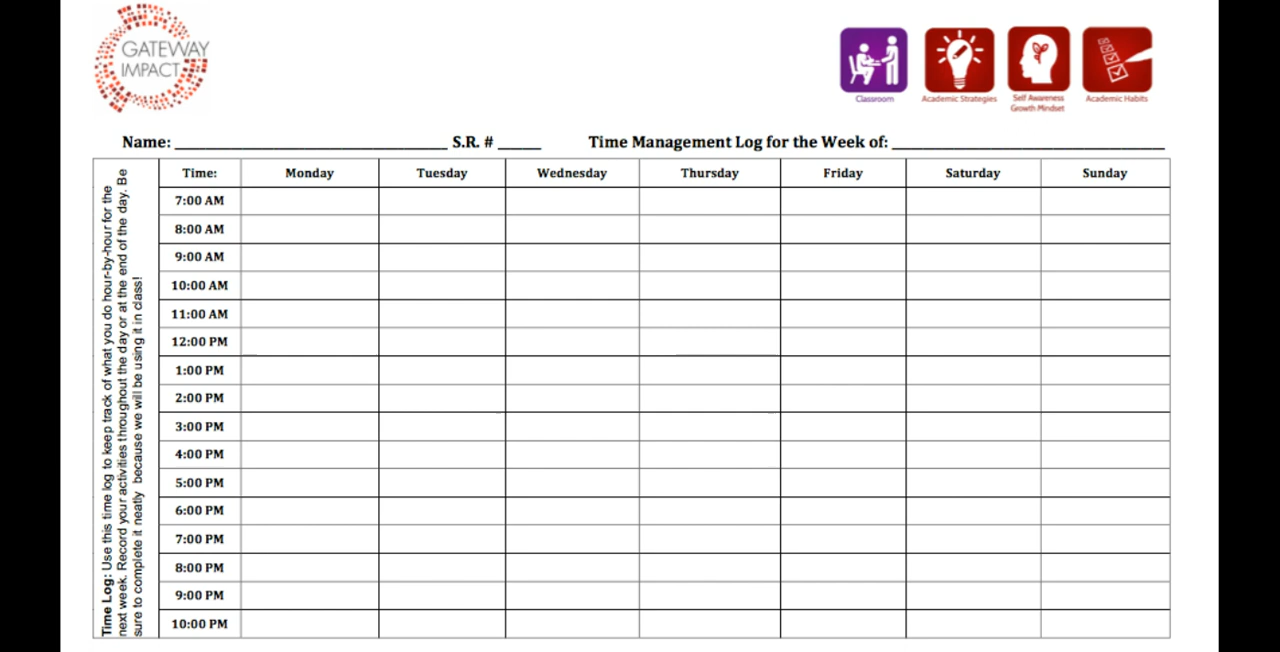 GATEWAY
IMPACT
Classroom
Academic Strategies
Self Awareness
Growth Mindset
Academic Habits
Name: ______________________________ S.R. # ______ Time Management Log for the Week of: ______________________________
Time Log: Use this time log to keep track of what you do hour-by-hour for the
next week. Record your activities throughout the day or at the end of the day. Be
sure to complete it neatly because we will be using it in class!
Time: Monday Tuesday Wednesday Thursday Friday Saturday Sunday
7:00 AM
8:00 AM
9:00 AM
10:00 AM
11:00 AM
12:00 PM
1:00 PM
2:00 PM
3:00 PM
4:00 PM
5:00 PM
6:00 PM
7:00 PM
8:00 PM
9:00 PM
10:00 PM